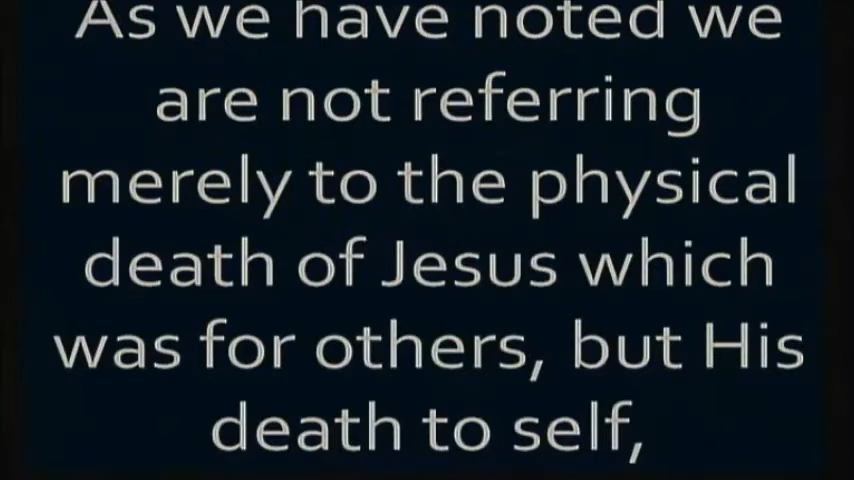 As we have noted we
are not referring
merely to the physical
death of Jesus which
was for others, but His
death to self,